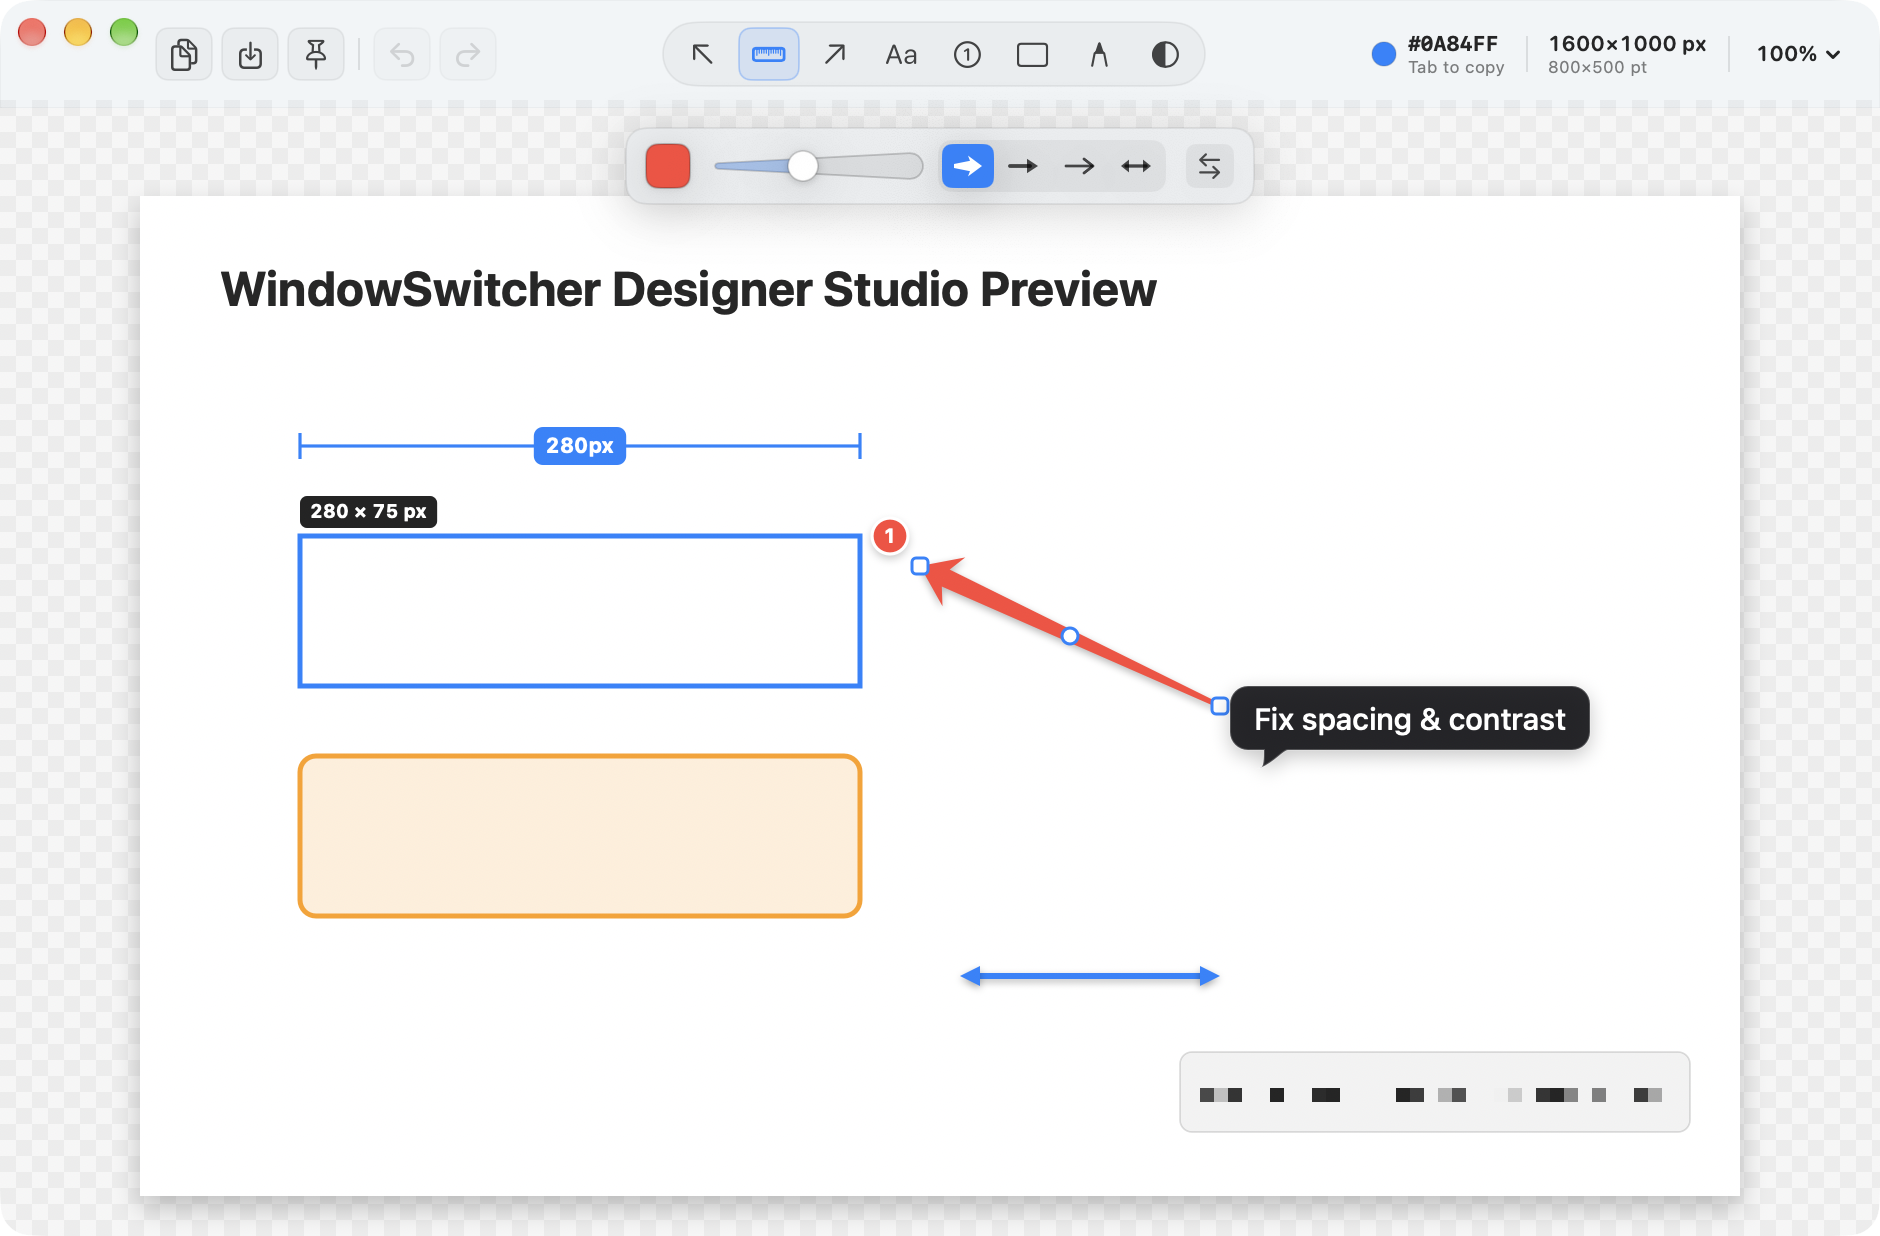 Aa
1
#0A84FF
Tab to copy
1600×1000 px
800×500 pt
100%
WindowSwitcher Designer Studio Preview
280px
280 × 75 px
1
Fix spacing & contrast